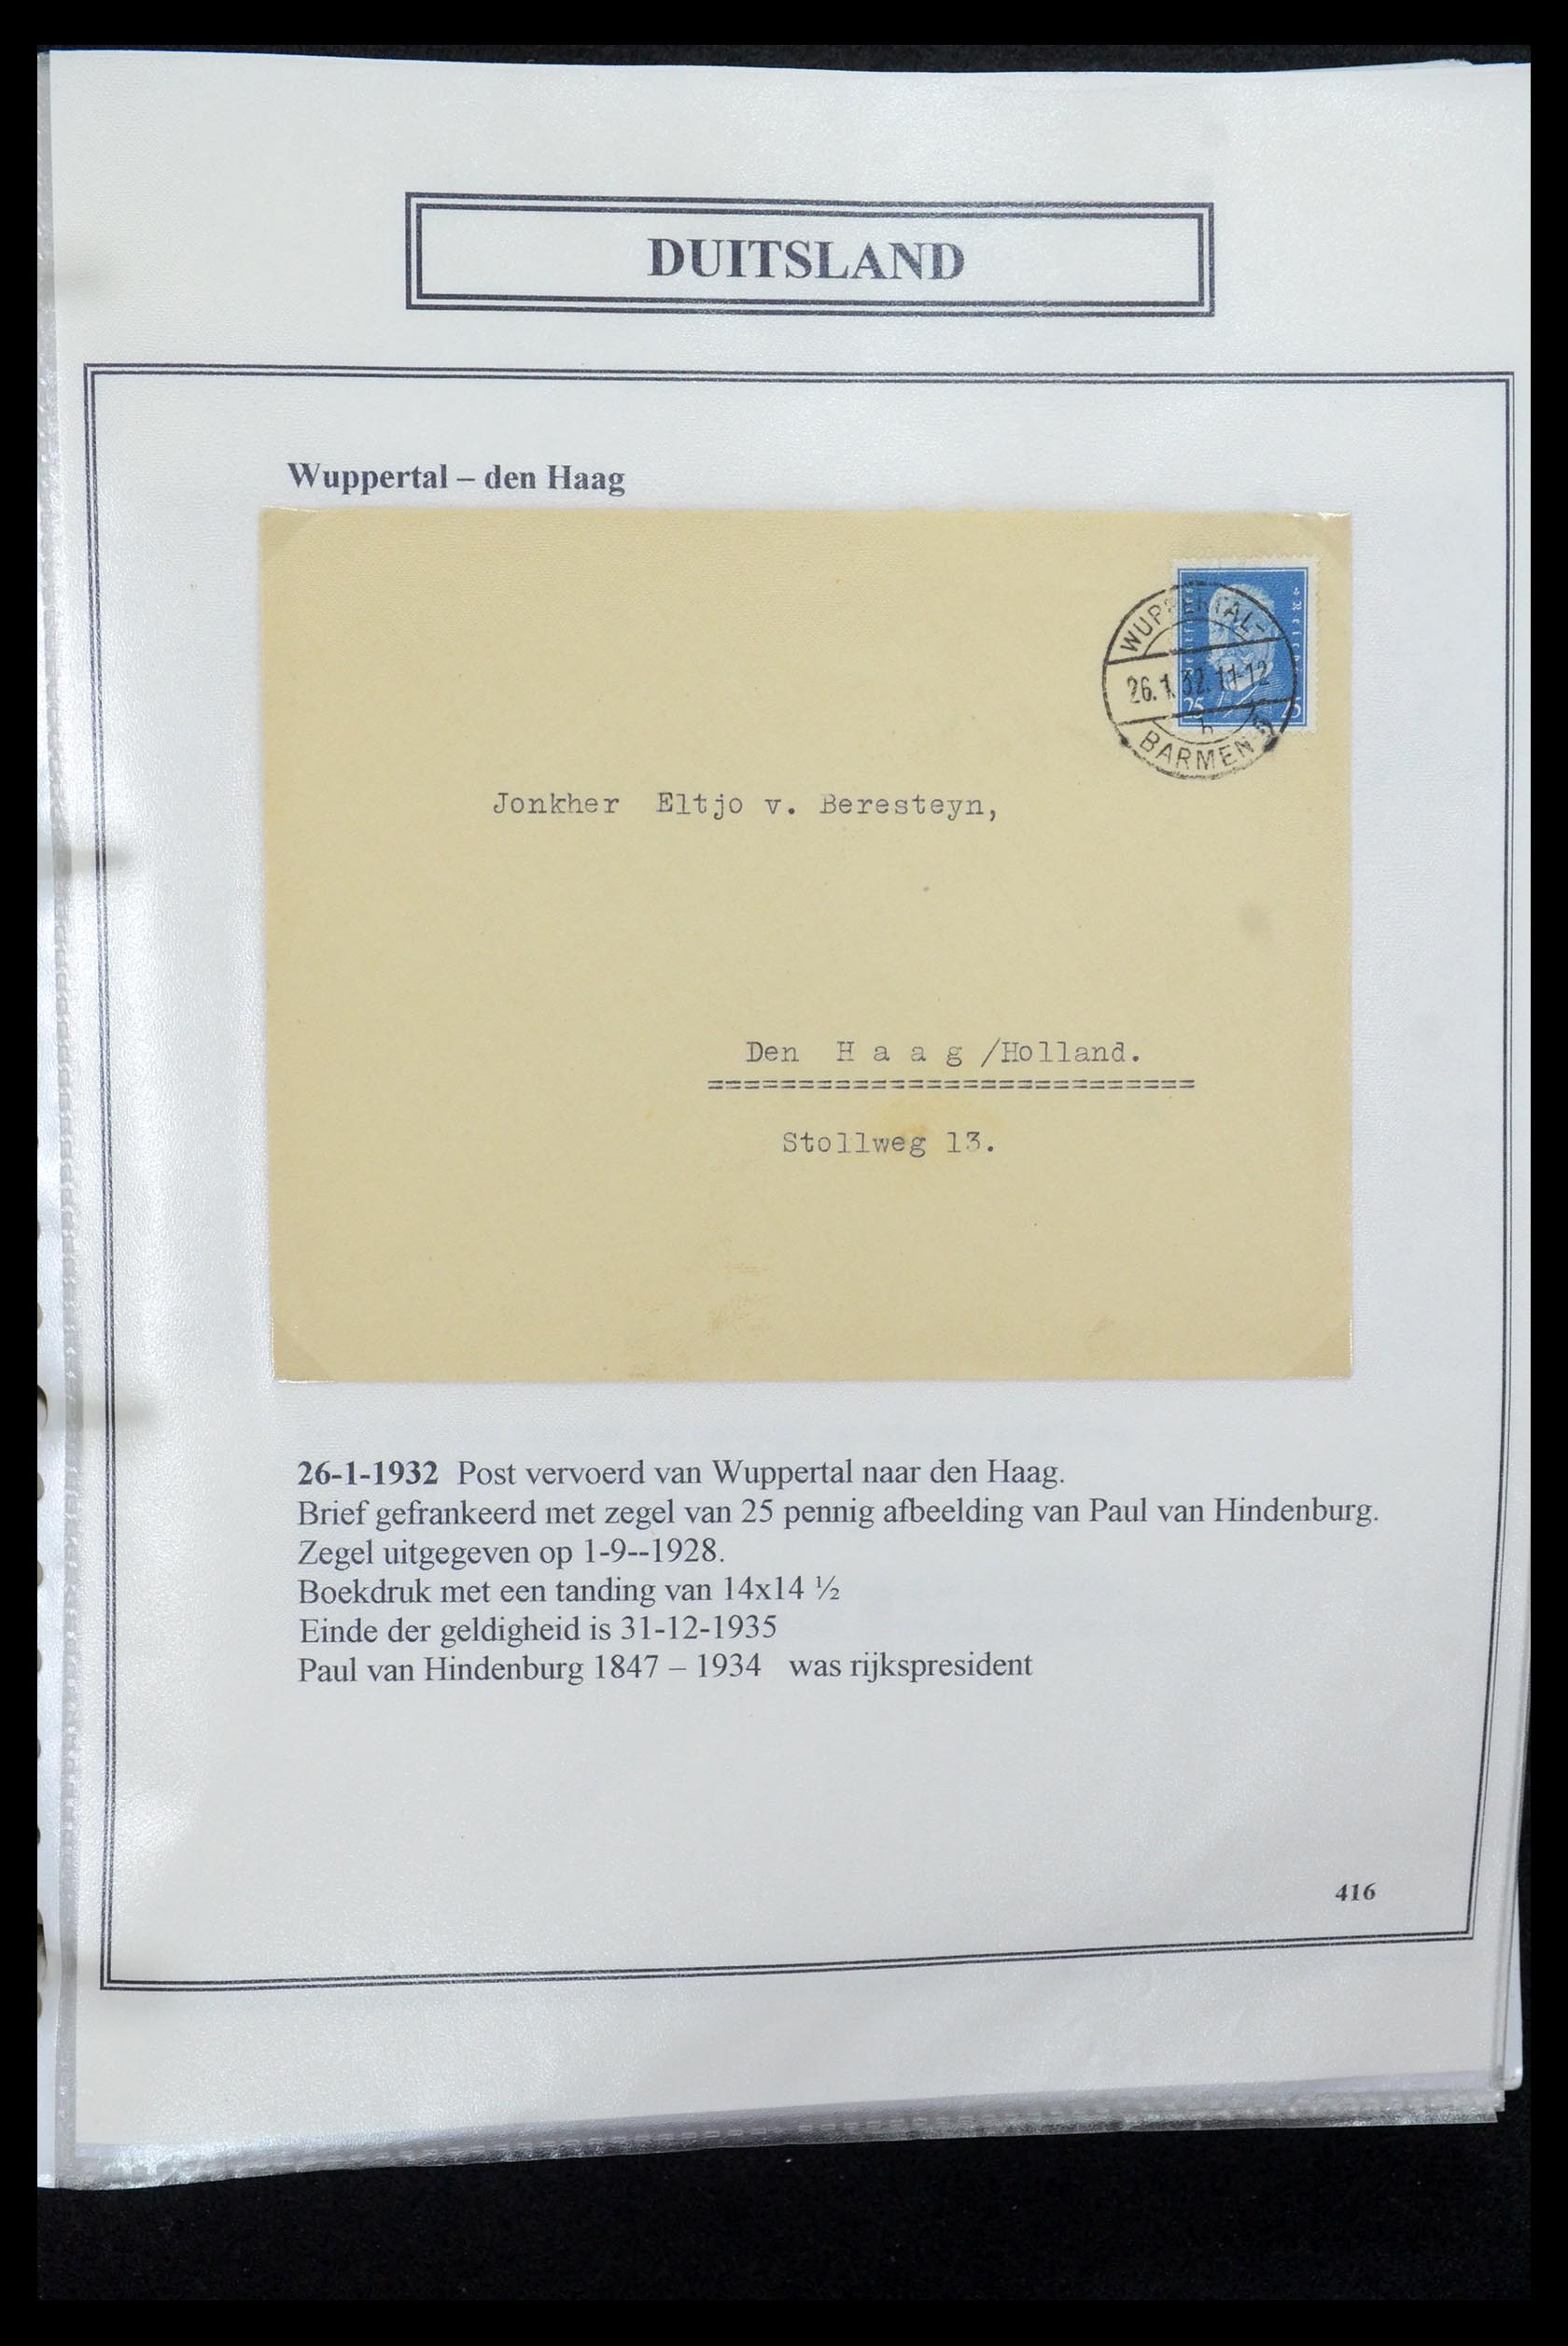 DUITSLAND
Wuppertal – den Haag
WUPPERTAL-
26.1.32.11-12
h
BARMEN
25
25
Jonkher Eltjo v. Beresteyn,
Den H a a g /Holland.
===========================
Stollweg 13.
26-1-1932 Post vervoerd van Wuppertal naar den Haag.
Brief gefrankeerd met zegel van 25 pennig afbeelding van Paul van Hindenburg.
Zegel uitgegeven op 1-9--1928.
Boekdruk met een tanding van 14x14 ½
Einde der geldigheid is 31-12-1935
Paul van Hindenburg 1847 – 1934 was rijkspresident
416